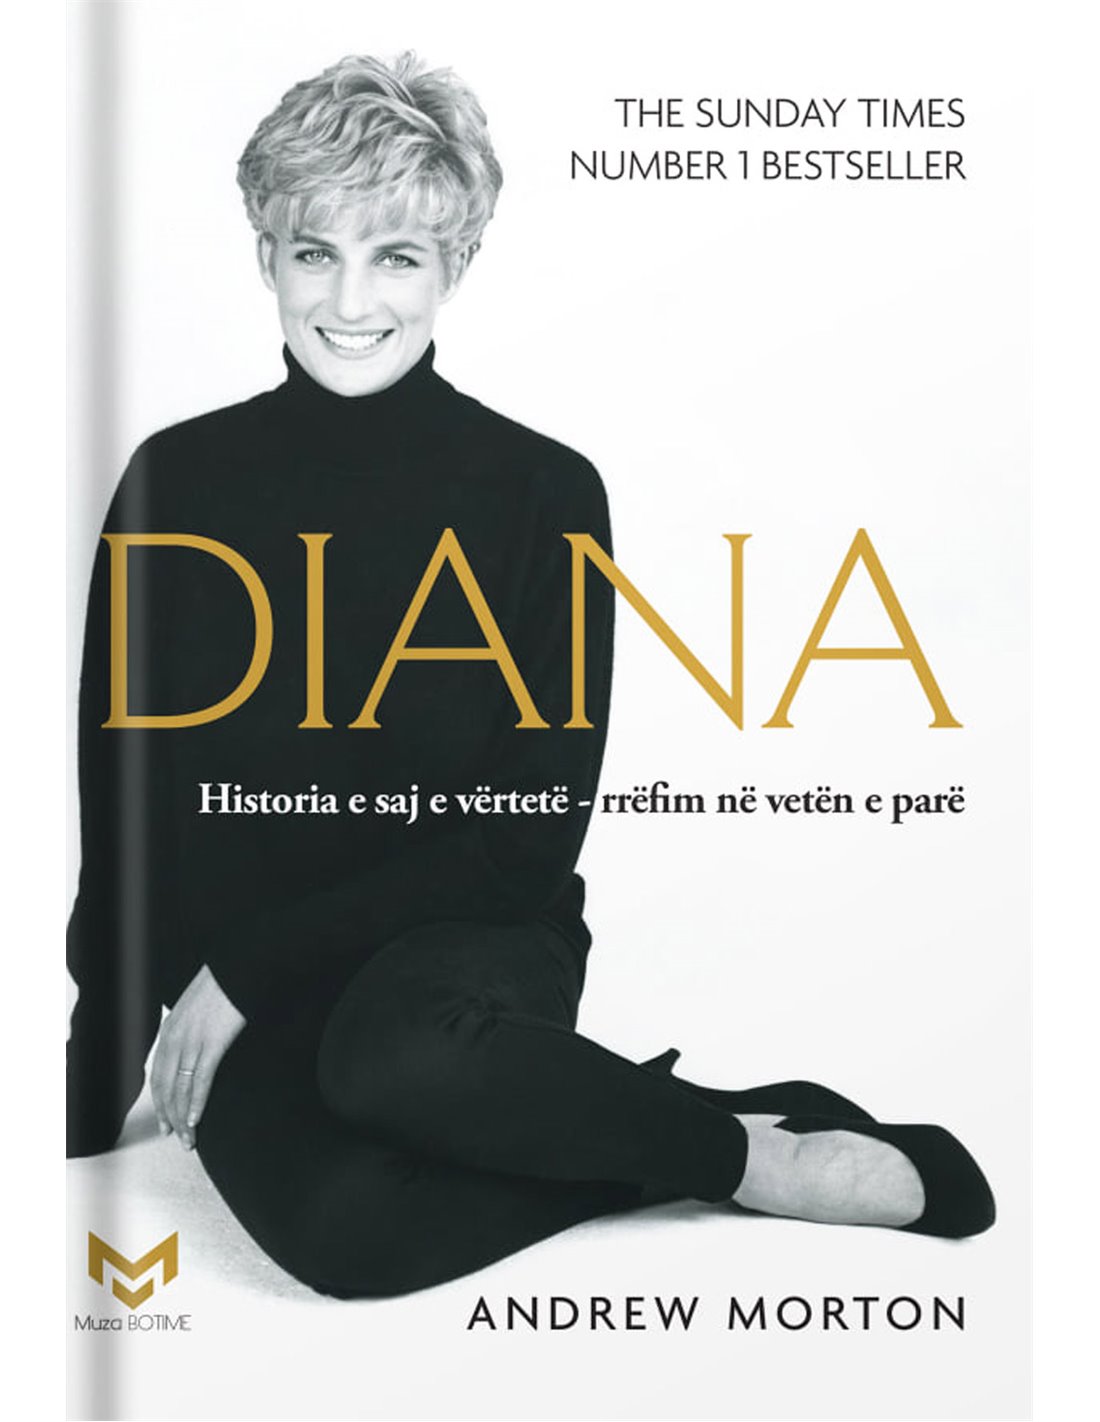 THE SUNDAY TIMES
NUMBER 1 BESTSELLER
DIANA
Historia e saj e vërtetë - rrëfim në vetën e parë
Muza BOTIME
ANDREW MORTON